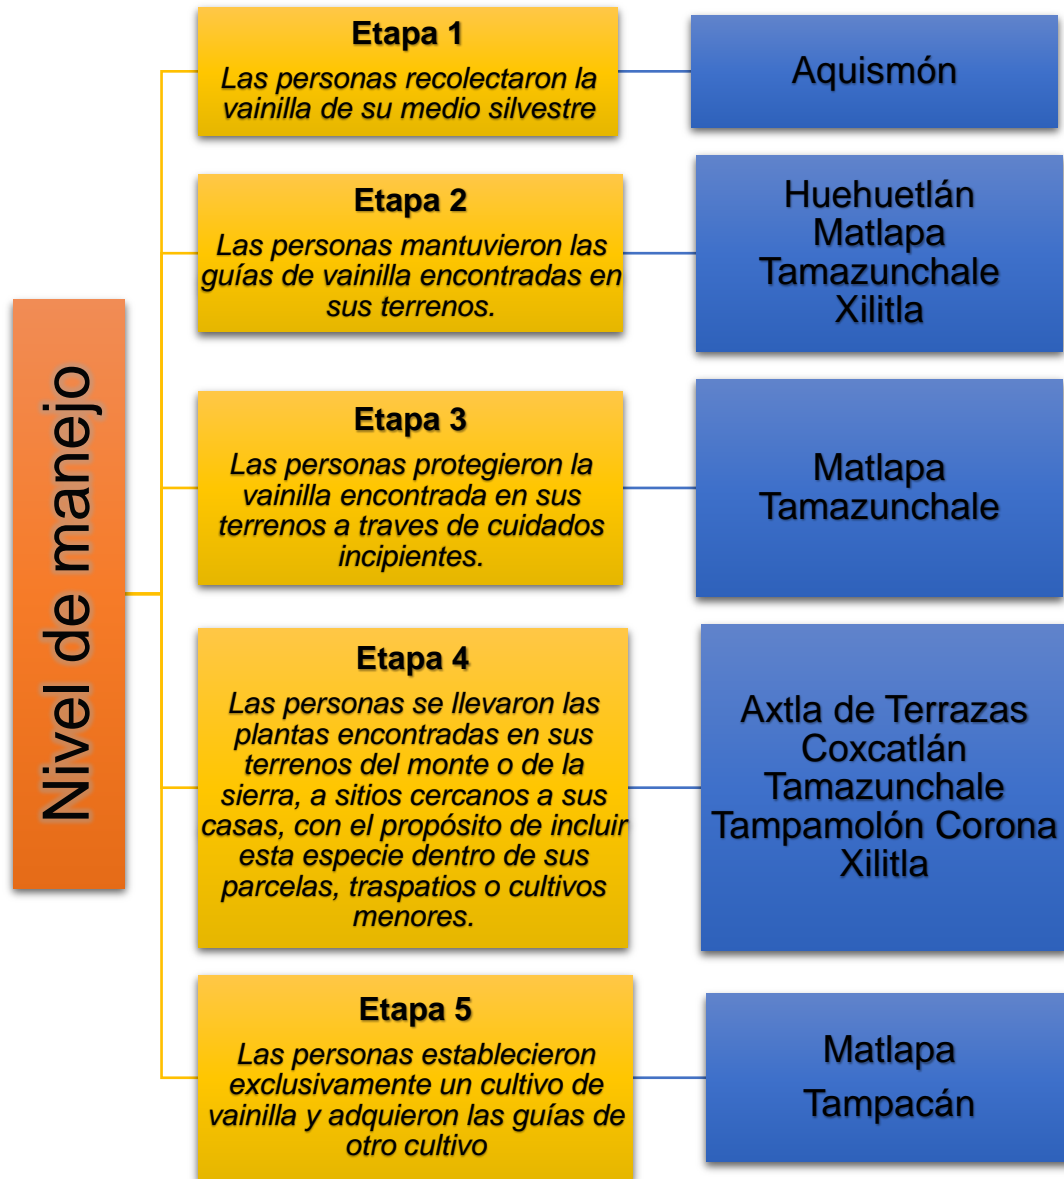 Nivel de manejo
Etapa 1
Las personas recolectaron la
vainilla de su medio silvestre
Aquismón
Etapa 2
Las personas mantuvieron las
guías de vainilla encontradas en
sus terrenos.
Huehuetlán
Matlapa
Tamazunchale
Xilitla
Etapa 3
Las personas protegieron la
vainilla encontrada en sus
terrenos a traves de cuidados
incipientes.
Matlapa
Tamazunchale
Etapa 4
Las personas se llevaron las
plantas encontradas en sus
terrenos del monte o de la
sierra, a sitios cercanos a sus
casas, con el propósito de incluir
esta especie dentro de sus
parcelas, traspatios o cultivos
menores.
Axtla de Terrazas
Coxcatlán
Tamazunchale
Tampamolón Corona
Xilitla
Etapa 5
Las personas establecieron
exclusivamente un cultivo de
vainilla y adquieron las guías de
otro cultivo
Matlapa
Tampacán